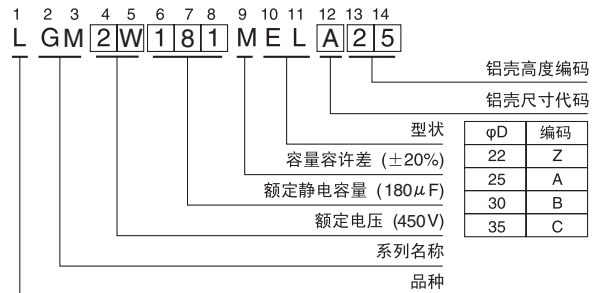 1 2 3 4 5 6 7 8 9 10 11 12 13 14
L G M 2 W 1 8 1 M E L A 2 5
铝壳高度编码
铝壳尺寸代码
型状
容量容许差 (±20%)
额定静电容量 (180μF)
额定电压 (450V)
系列名称
品种
φD 编码
22 Z
25 A
30 B
35 C